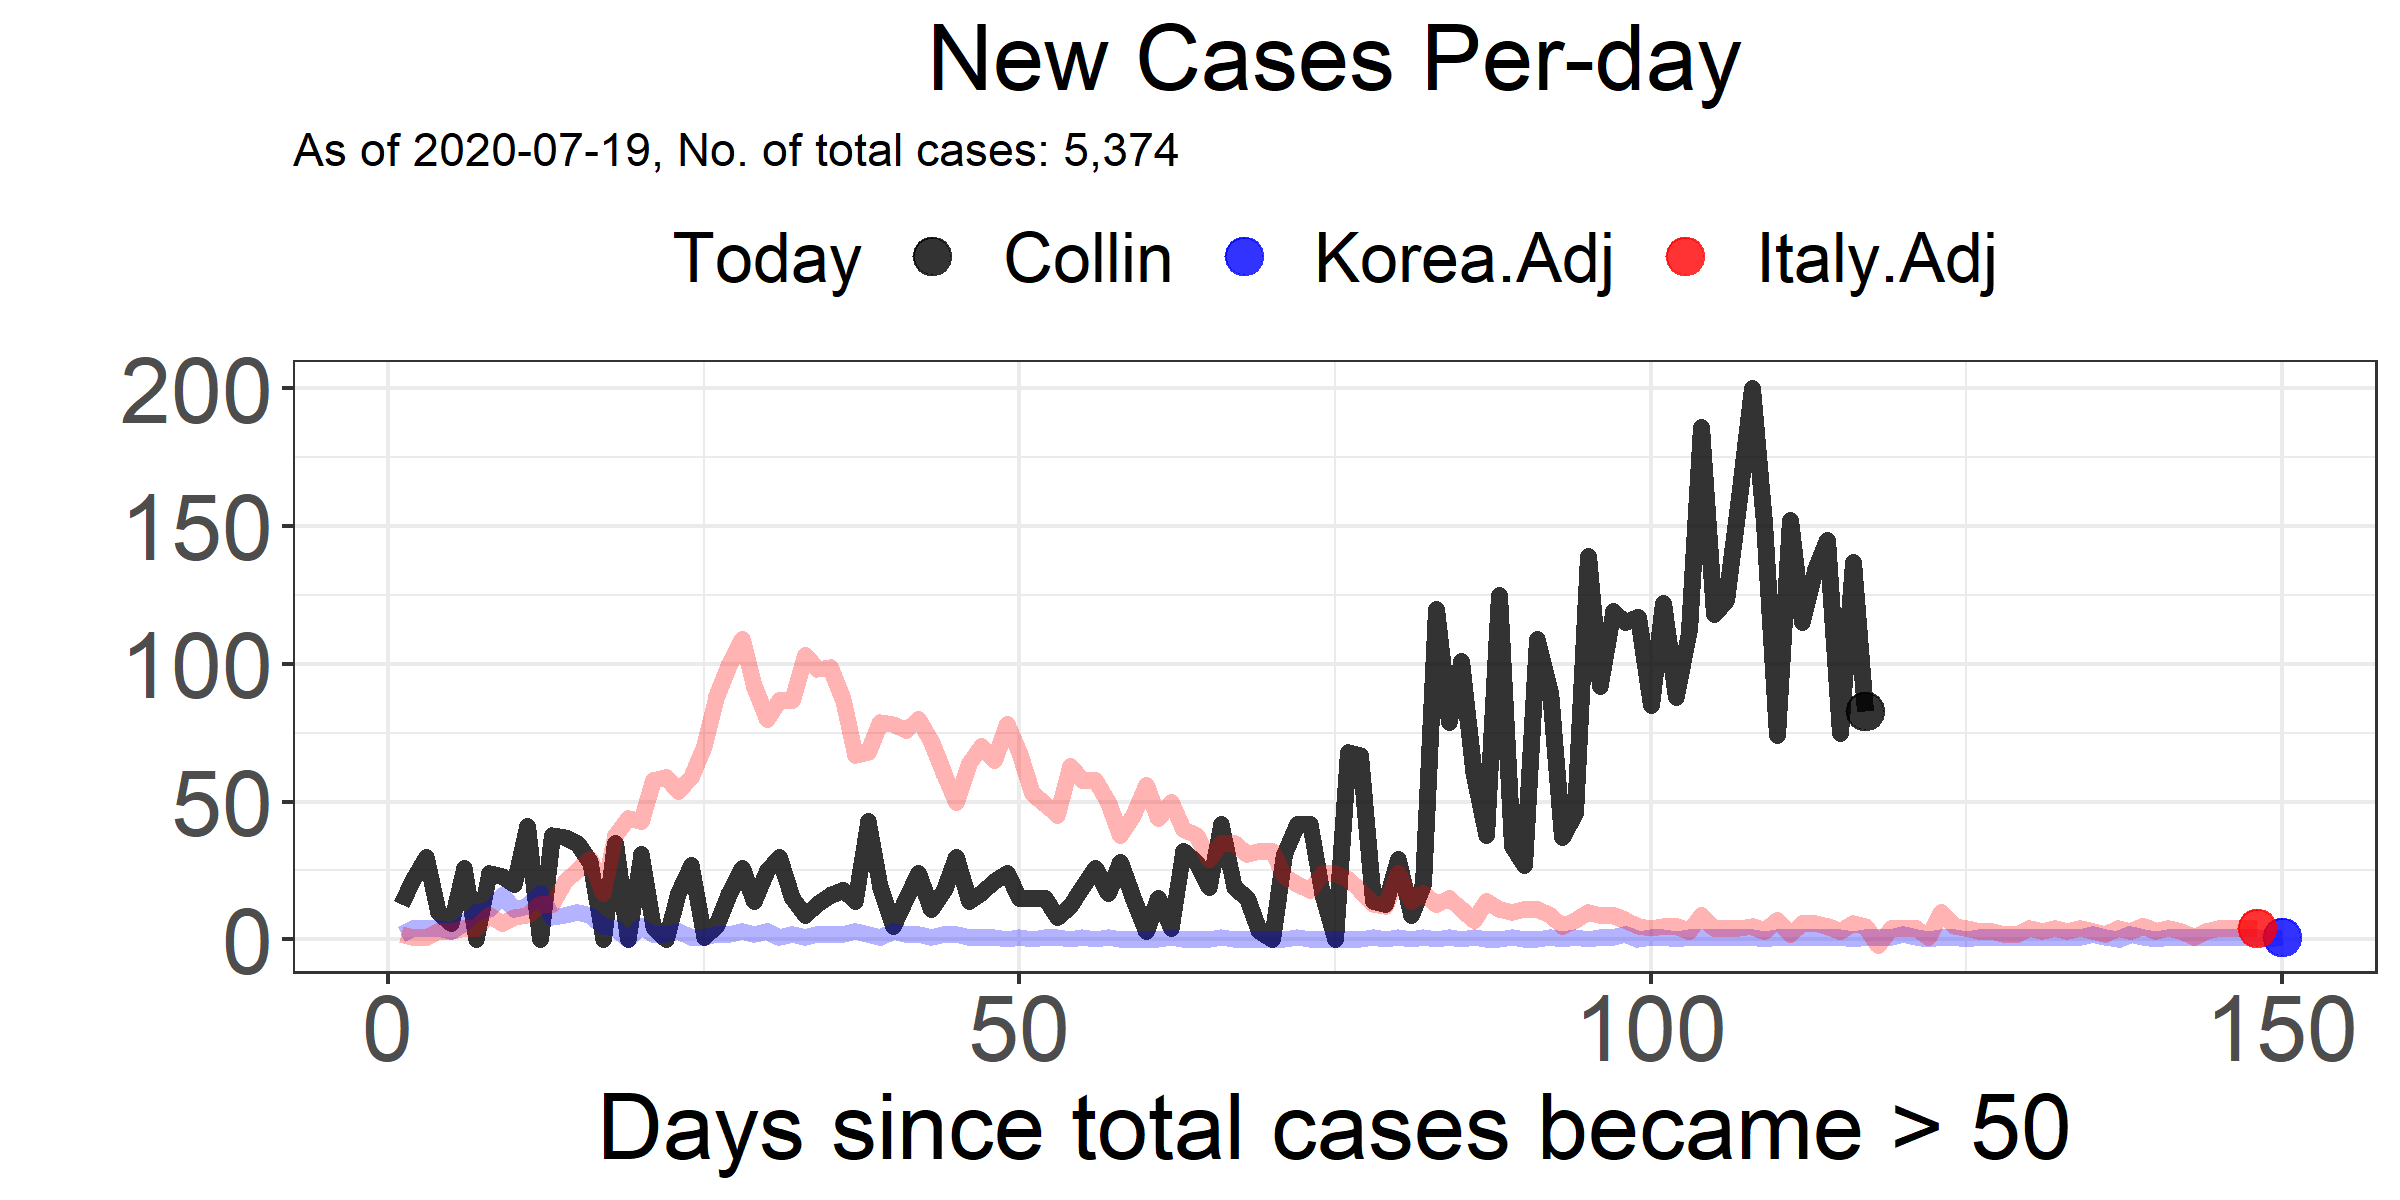 New Cases Per-day
As of 2020-07-19, No. of total cases: 5,374
Today Collin Korea.Adj Italy.Adj
200
150
100
50
0
0 50 100 150
Days since total cases became > 50